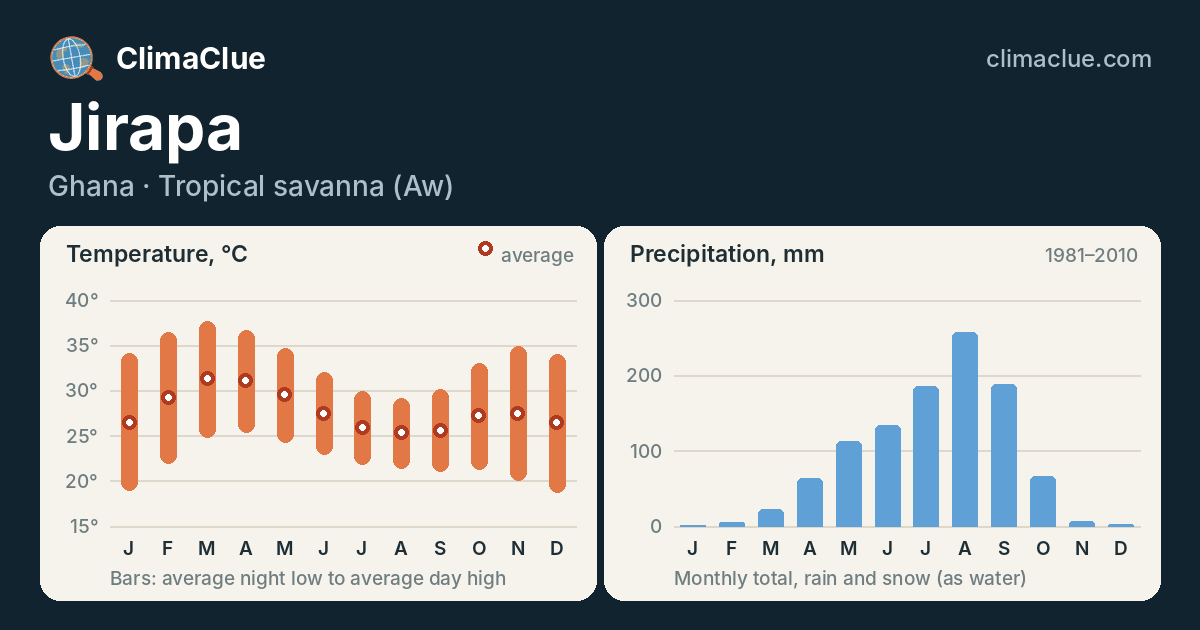 ClimaClue
climaclue.com
Jirapa
Ghana · Tropical savanna (Aw)
Temperature, °C
average
40°
35°
30°
25°
20°
15°
J F M A M J J A S O N D
Bars: average night low to average day high
Precipitation, mm
1981–2010
300
200
100
0
J F M A M J J A S O N D
Monthly total, rain and snow (as water)